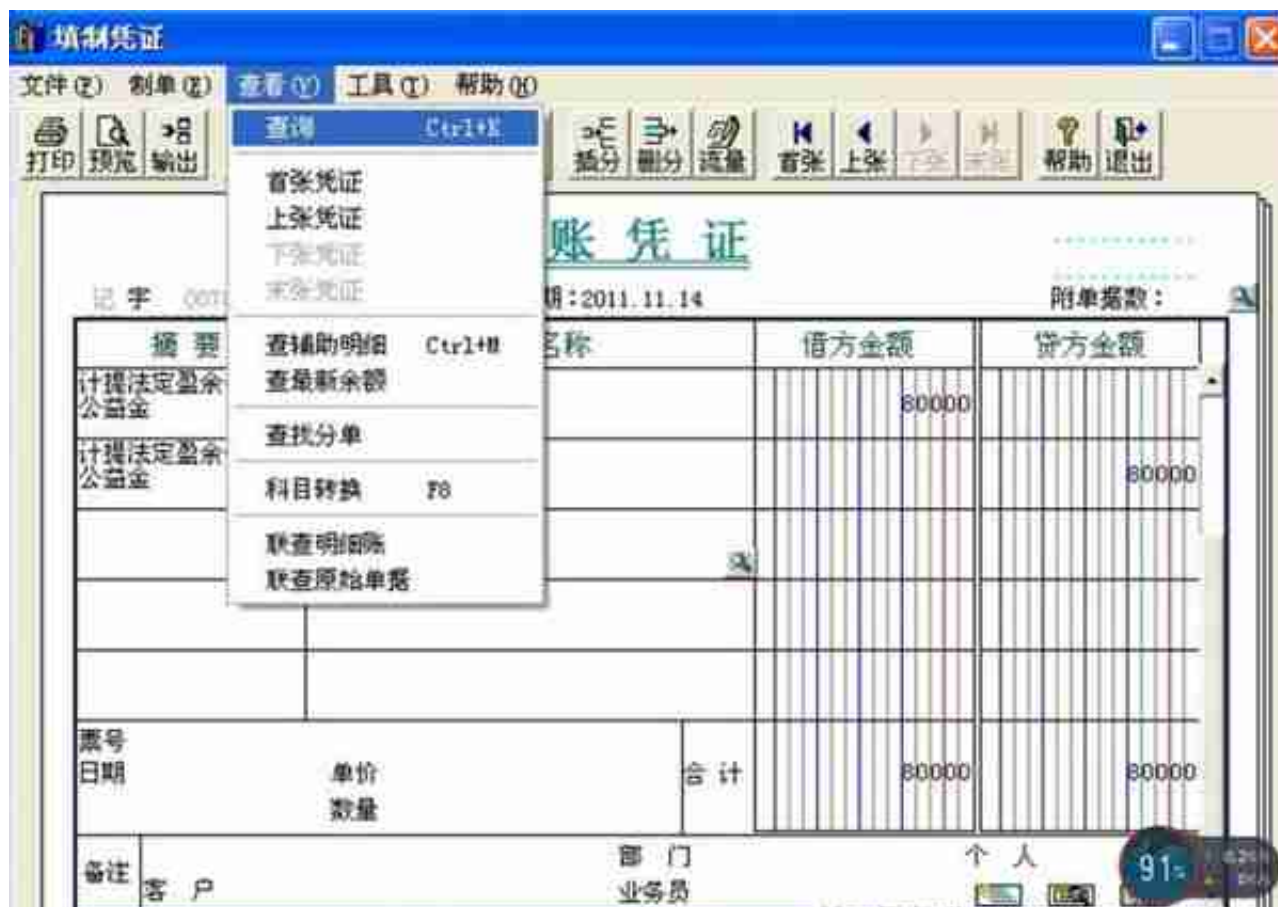 填制凭证
文件(F) 制单(E) 查看(V) 工具(T) 帮助(H)
打印 预览 输出 插分 删分 流量 首张 上张 下张 末张 帮助 退出
查询 Ctrl+K
首张凭证
上张凭证
下张凭证
末张凭证
查辅助明细 Ctrl+M
查最新余额
查找分单
科目转换 F8
联查明细账
联查原始单据
账 凭 证
记 字 期:2011.11.14 附单据数:
摘 要 名称 借方金额 贷方金额
计提法定盈余
公益金 80000
计提法定盈余
公益金 80000
票号
日期 单价 合 计 80000 80000
数量
备注 部 门 个 人
客 户 业务员
91%